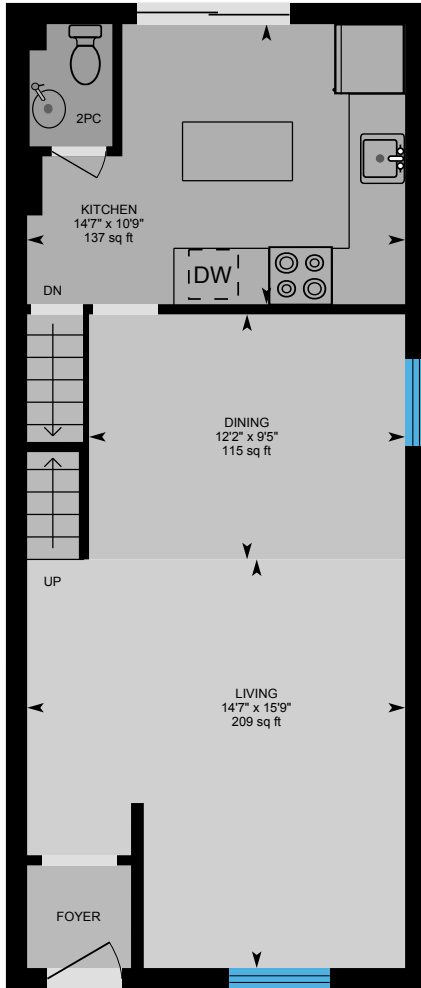 2PC
KITCHEN
14'7" x 10'9"
137 sq ft
DW
DN
DINING
12'2" x 9'5"
115 sq ft
UP
LIVING
14'7" x 15'9"
209 sq ft
FOYER